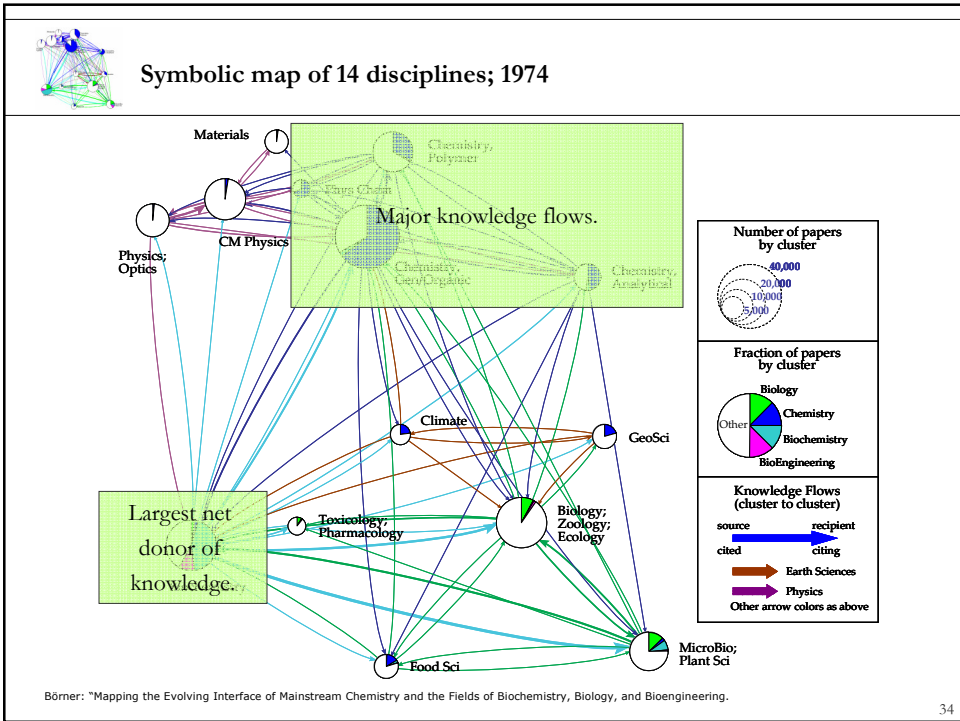 Symbolic map of 14 disciplines; 1974
Materials
Chemistry,
Polymer
Phys Chem
Major knowledge flows.
CM Physics
Physics;
Optics
Chemistry,
Gen/Organic
Chemistry,
Analytical
Number of papers
by cluster
40,000
20,000
10,000
5,000
Fraction of papers
by cluster
Biology
Chemistry
Other
Biochemistry
BioEngineering
Climate
GeoSci
Largest net
donor of
knowledge.
Toxicology;
Pharmacology
Biology;
Zoology;
Ecology
Knowledge Flows
(cluster to cluster)
source recipient
cited citing
Earth Sciences
Physics
Other arrow colors as above
Food Sci
MicroBio;
Plant Sci
Börner: “Mapping the Evolving Interface of Mainstream Chemistry and the Fields of Biochemistry, Biology, and Bioengineering.
34